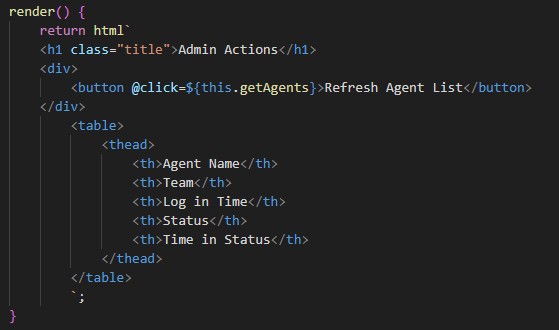 render() {
    return html`
    <h1 class="title">Admin Actions</h1>
    <div>
        <button @click=${this.getAgents}>Refresh Agent List</button>
    </div>
        <table>
            <thead>
                <th>Agent Name</th>
                <th>Team</th>
                <th>Log in Time</th>
                <th>Status</th>
                <th>Time in Status</th>
            </thead>
        </table>
        `;
}